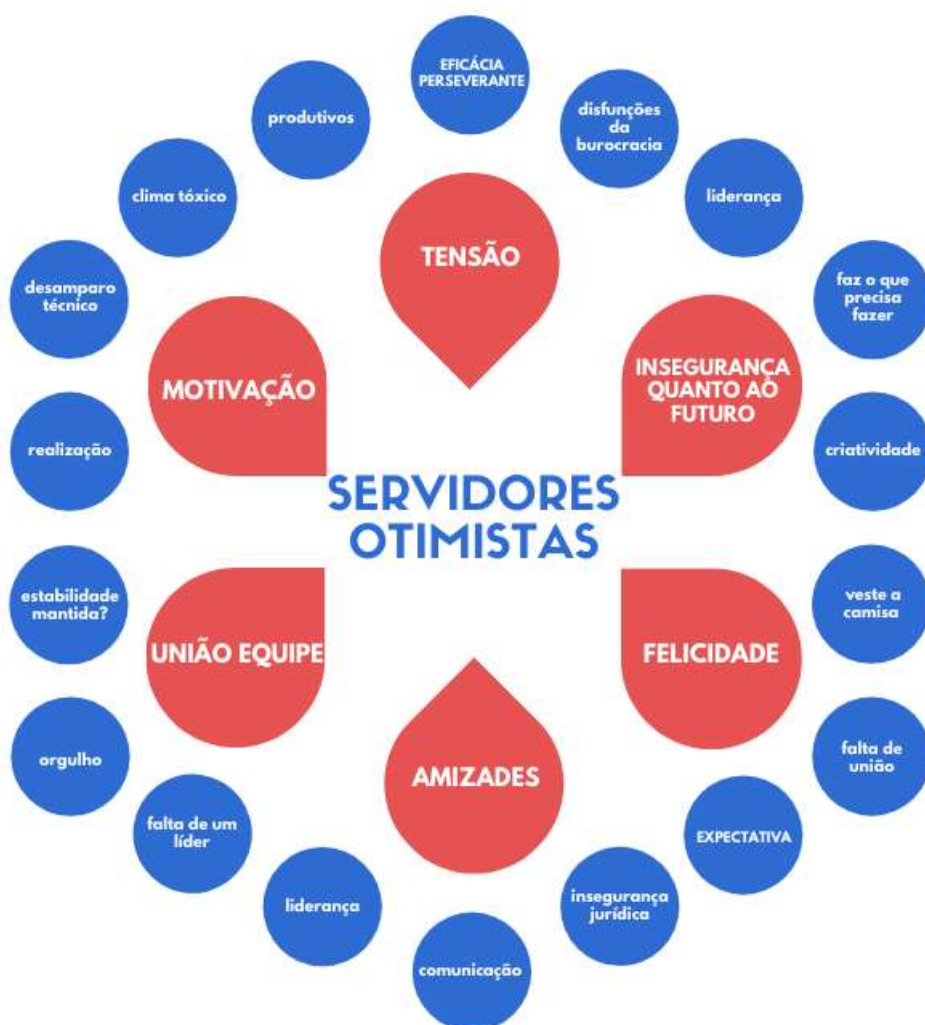 EFICÁCIA
PERSEVERANTE
produtivos
disfunções
da
burocracia
clima tóxico
liderança
TENSÃO
desamparo
técnico
faz o que
precisa
fazer
MOTIVAÇÃO
INSEGURANÇA
QUANTO AO
FUTURO
realização
criatividade
SERVIDORES
OTIMISTAS
estabilidade
mantida?
veste a
camisa
UNIÃO EQUIPE
FELICIDADE
orgulho
falta de
união
AMIZADES
falta de um
líder
EXPECTATIVA
liderança
insegurança
jurídica
comunicação